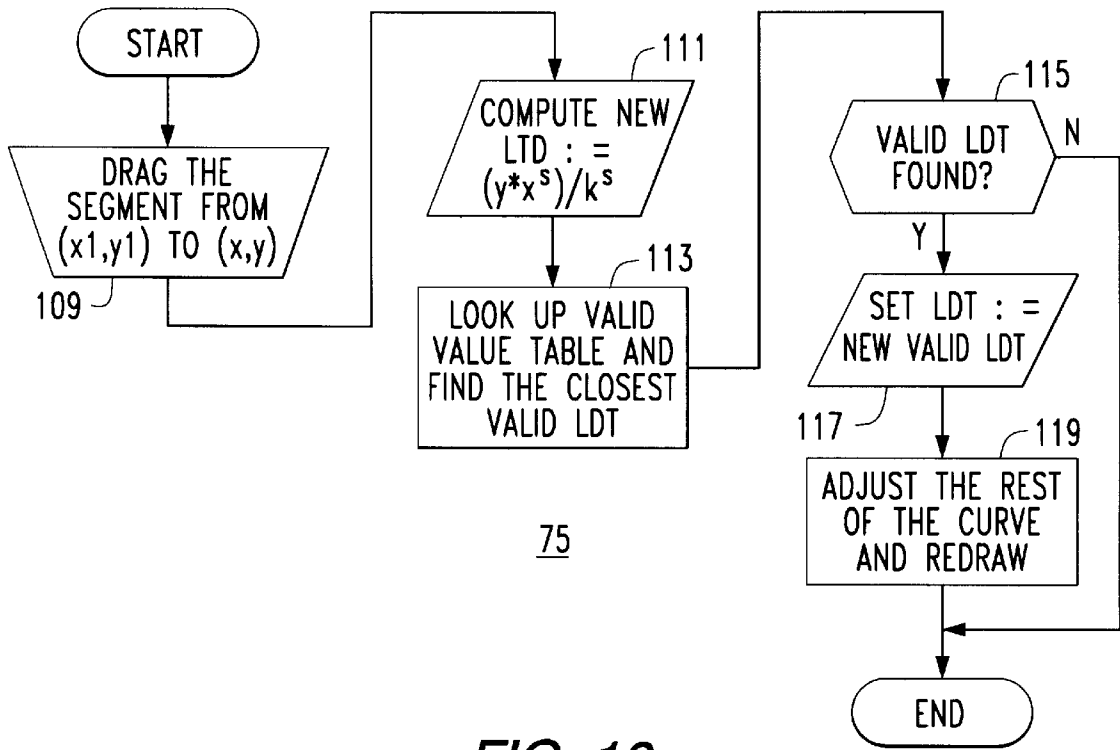 START
DRAG THE
SEGMENT FROM
(x1,y1) TO (x,y)
109
111
COMPUTE NEW
LTD : =
(y*x^s)/k^s
113
LOOK UP VALID
VALUE TABLE AND
FIND THE CLOSEST
VALID LDT
115
VALID LDT
FOUND?
N
Y
SET LDT : =
NEW VALID LDT
117
119
ADJUST THE REST
OF THE CURVE
AND REDRAW
END
75